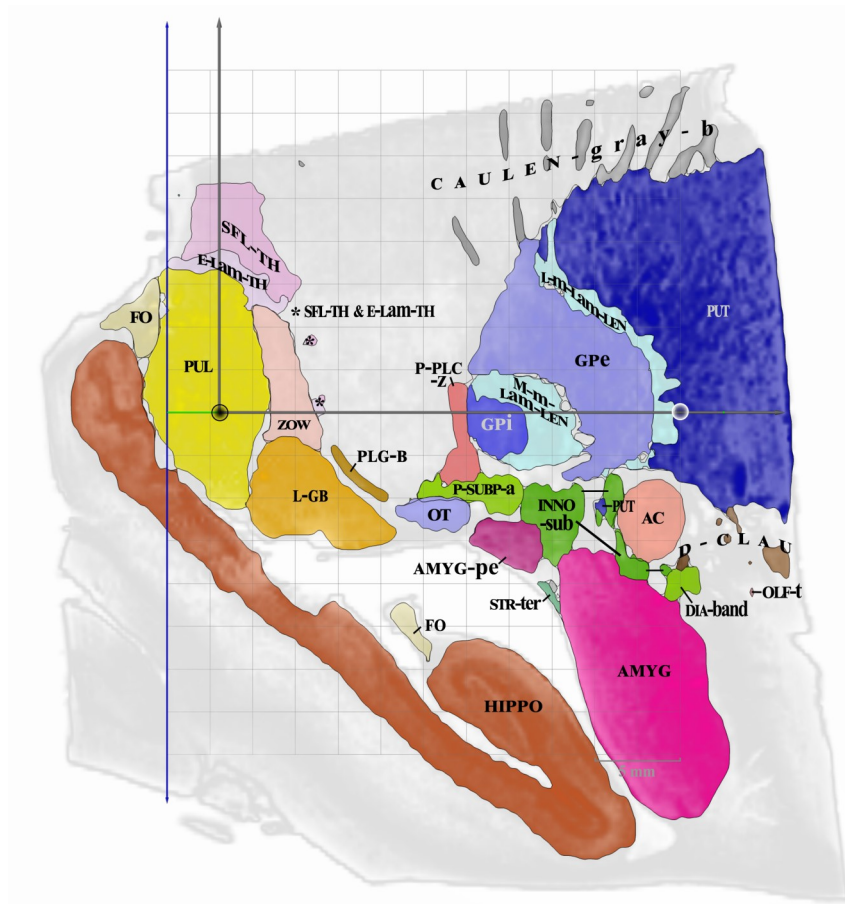 CAULEN-gray-b
SFL-TH
E-Lam-TH
* SFL-TH & E-Lam-TH
FO
L-m-Lam-LEN
PUT
PUL
GPe
P-PLC
-Z
M-m-
Lam-LEN
GPi
ZOW
PLG-B
L-GB
P-SUBP-a
INNO
-sub
PUT
OT
AC
P-CLAU
AMYG-pe
STR-ter
OLF-t
DIA-band
FO
AMYG
HIPPO
5 mm